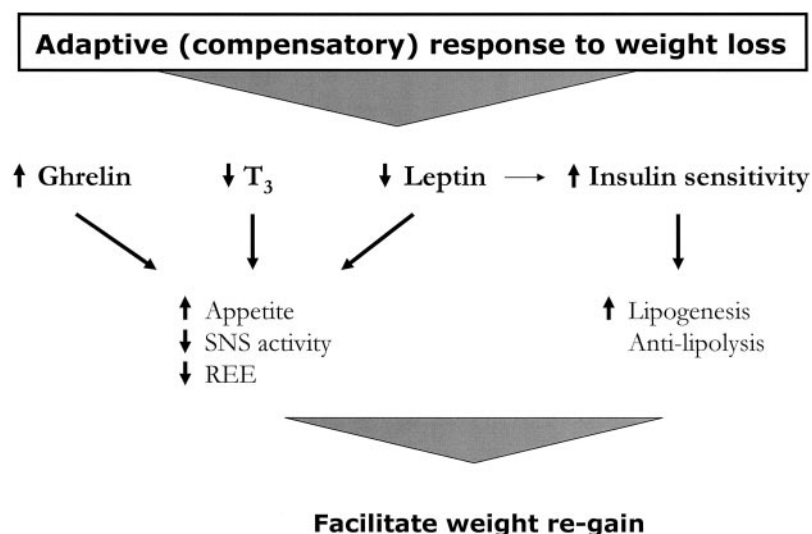 Adaptive (compensatory) response to weight loss
↑ Ghrelin ↓ T₃ ↓ Leptin → ↑ Insulin sensitivity
↑ Appetite ↑ Lipogenesis
↓ SNS activity Anti-lipolysis
↓ REE
Facilitate weight re-gain